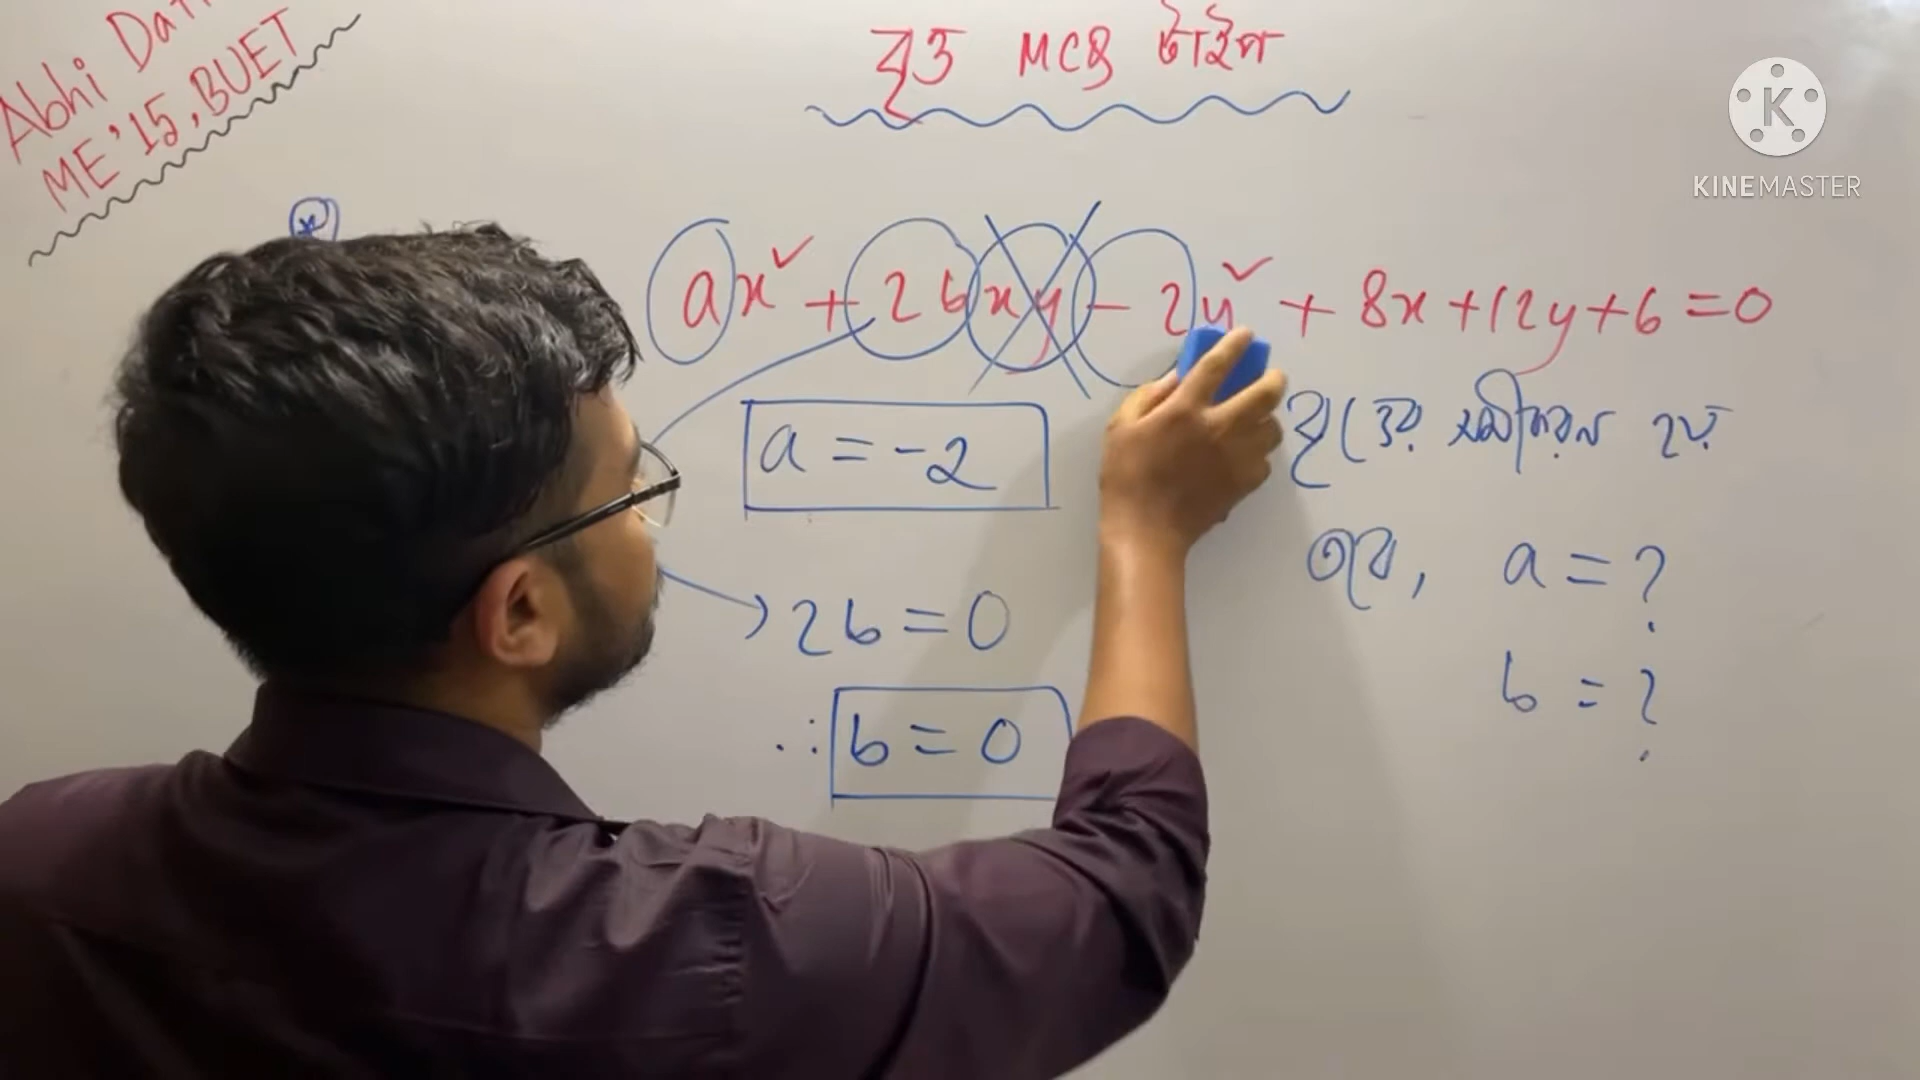 Abhi Datt
ME'15, BUET
বৃত্ত MCQ টাইপ
KINEMASTER
ax² + 2bxy - 2y² + 8x + 12y + 6 = 0
বৃত্তের সমীকরণ হয়
a = -2
তবে, a = ?
2b = 0
b = ?
∴ b = 0